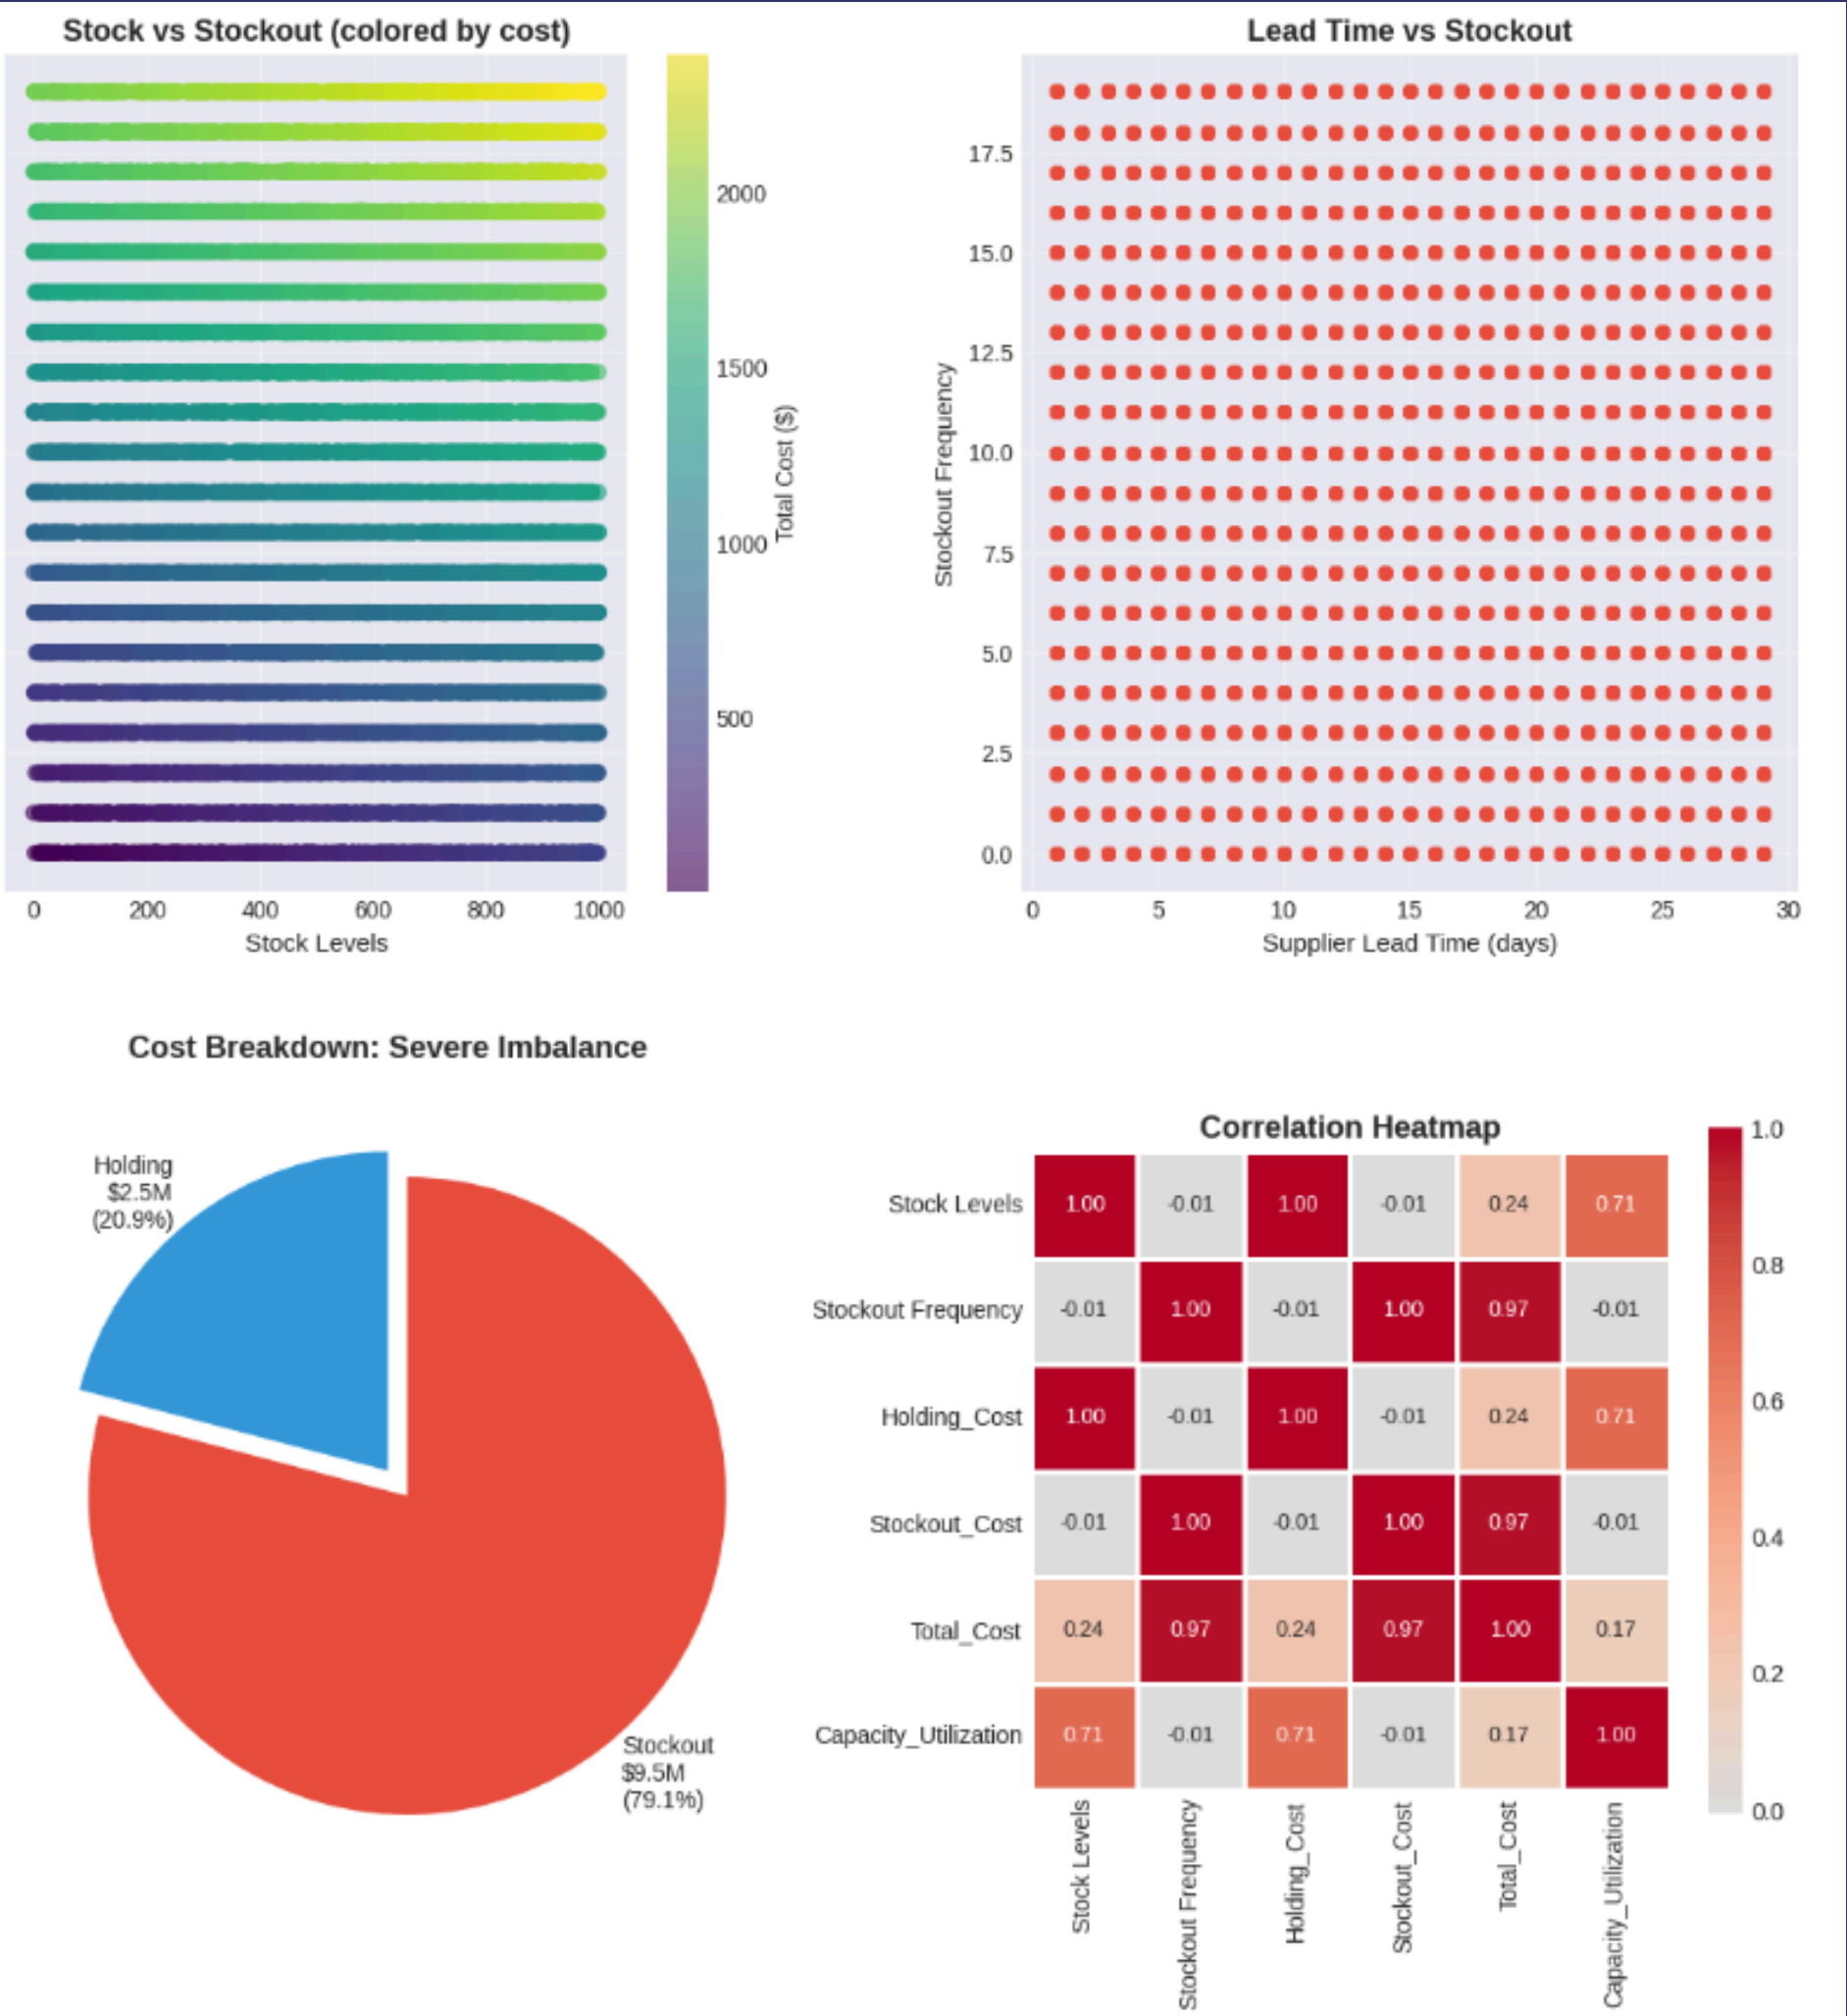 Stock vs Stockout (colored by cost)
2000
1500
1000
500
Total Cost ($)
0 200 400 600 800 1000
Stock Levels
Lead Time vs Stockout
17.5
15.0
12.5
10.0
7.5
5.0
2.5
0.0
Stockout Frequency
0 5 10 15 20 25 30
Supplier Lead Time (days)
Cost Breakdown: Severe Imbalance
Holding
$2.5M
(20.9%)
Stockout
$9.5M
(79.1%)
Correlation Heatmap
Stock Levels 1.00 -0.01 1.00 -0.01 0.24 0.71
Stockout Frequency -0.01 1.00 -0.01 1.00 0.97 -0.01
Holding_Cost 1.00 -0.01 1.00 -0.01 0.24 0.71
Stockout_Cost -0.01 1.00 -0.01 1.00 0.97 -0.01
Total_Cost 0.24 0.97 0.24 0.97 1.00 0.17
Capacity_Utilization 0.71 -0.01 0.71 -0.01 0.17 1.00
Stock Levels
Stockout Frequency
Holding_Cost
Stockout_Cost
Total_Cost
Capacity_Utilization
1.0
0.8
0.6
0.4
0.2
0.0